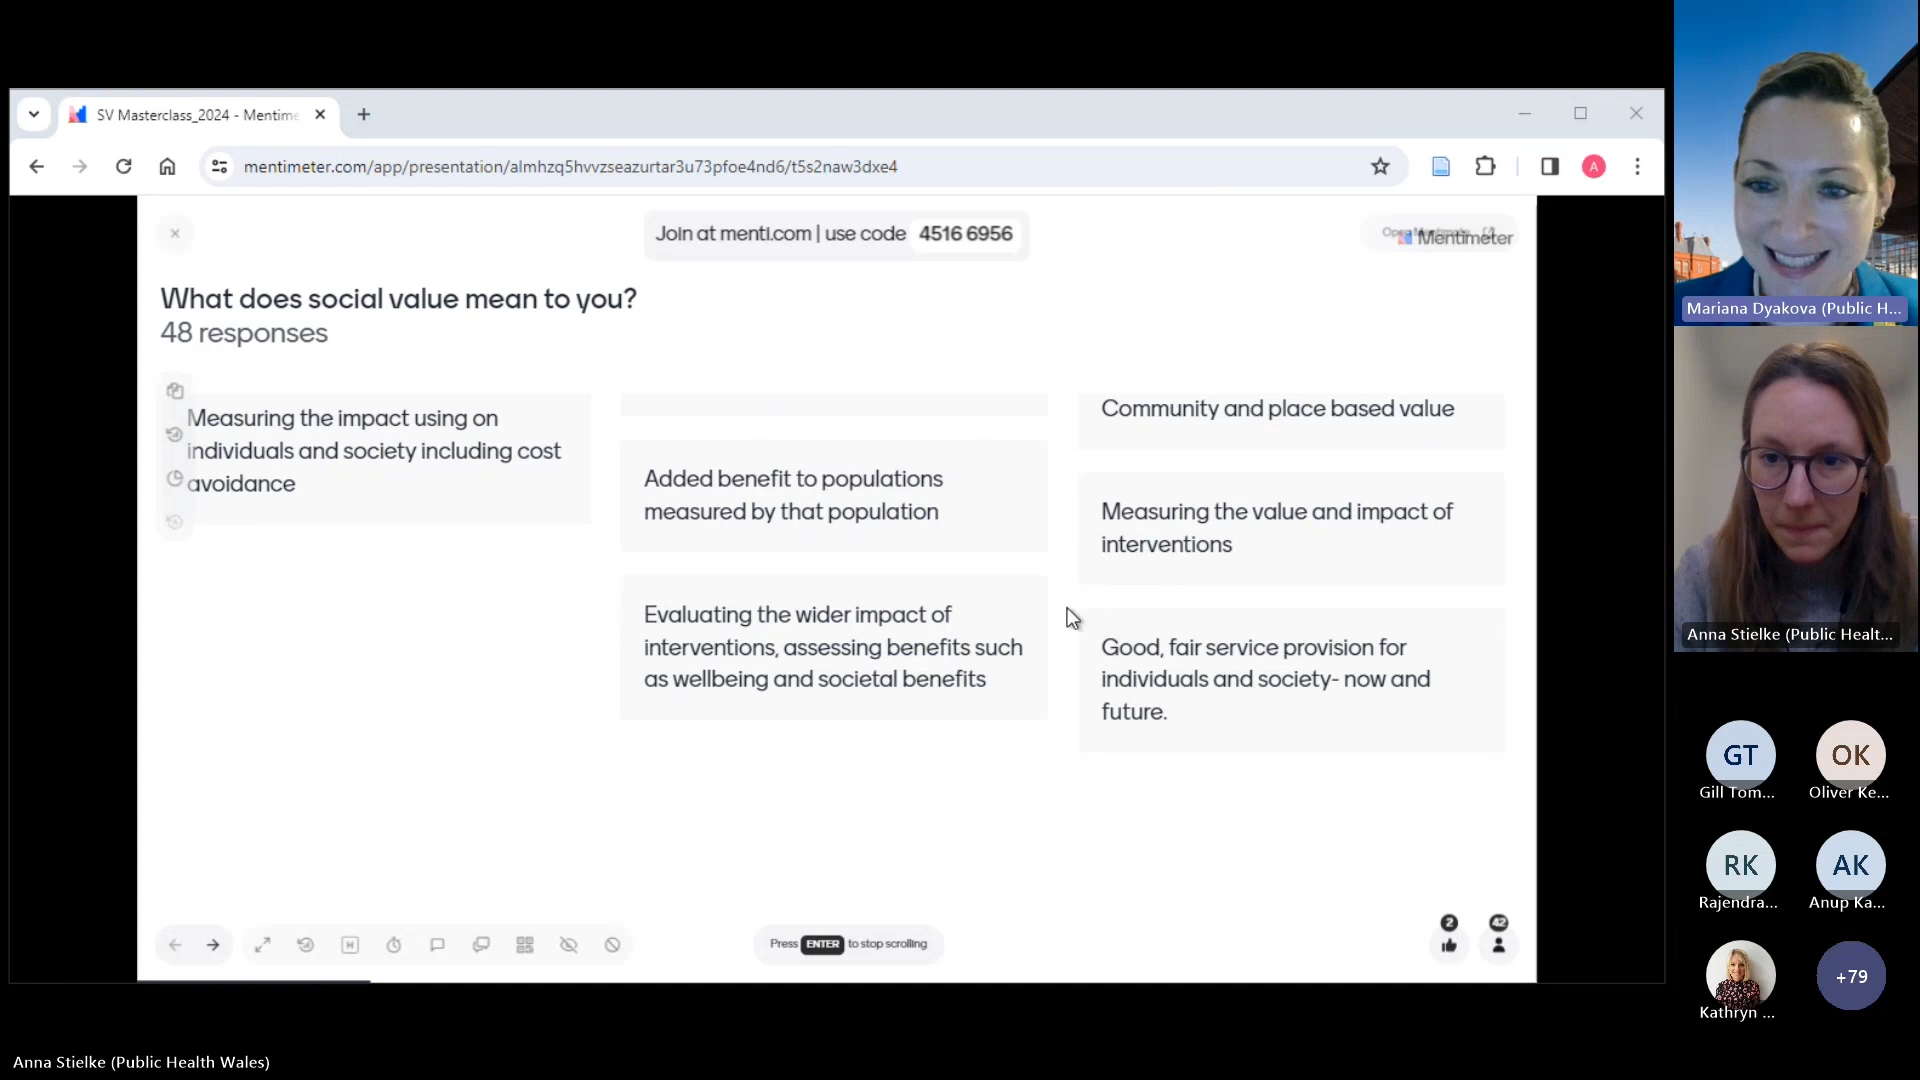 SV Masterclass_2024 - Mentime
mentimeter.com/app/presentation/almhzq5hvvzseazurtar3u73pfoe4nd6/t5s2naw3dxe4
A
Join at menti.com | use code 4516 6956
Mentimeter
What does social value mean to you?
48 responses
Measuring the impact using on
individuals and society including cost
avoidance
Added benefit to populations
measured by that population
Evaluating the wider impact of
interventions, assessing benefits such
as wellbeing and societal benefits
Community and place based value
Measuring the value and impact of
interventions
Good, fair service provision for
individuals and society- now and
future.
Press ENTER to stop scrolling
2
42
Mariana Dyakova (Public H...
Anna Stielke (Public Healt...
GT
Gill Tom...
OK
Oliver Ke...
RK
Rajendra...
AK
Anup Ka...
Kathryn ...
+79
Anna Stielke (Public Health Wales)